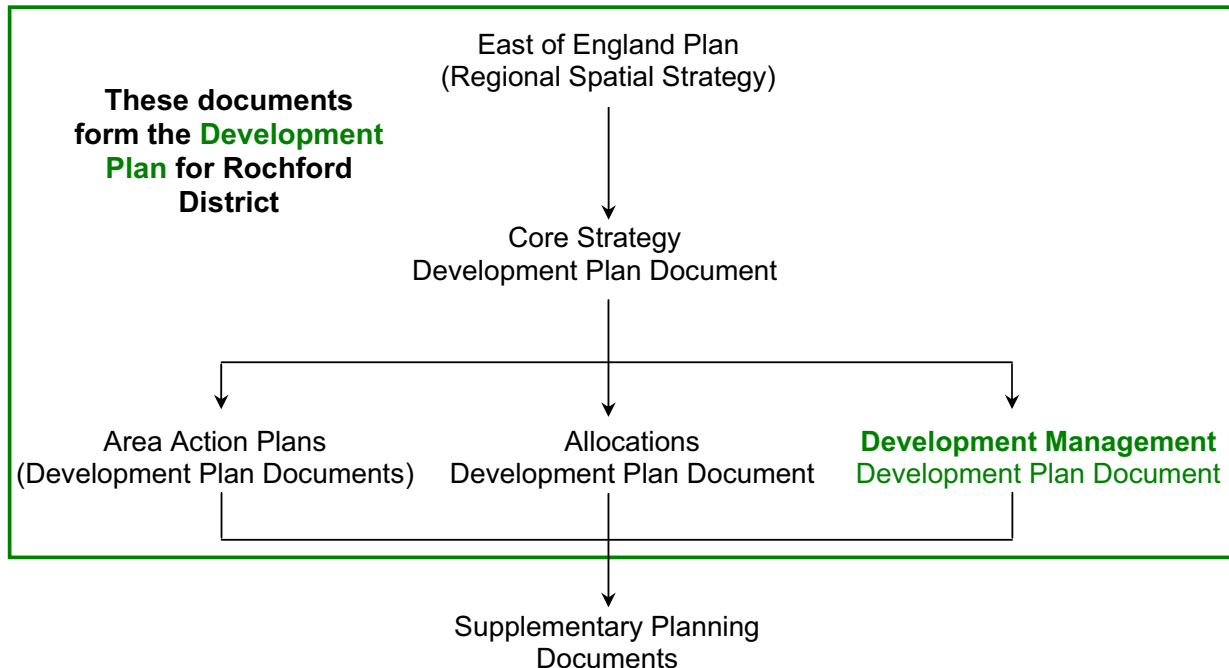 East of England Plan
(Regional Spatial Strategy)
These documents
form the Development
Plan for Rochford
District
Core Strategy
Development Plan Document
Area Action Plans
(Development Plan Documents)
Allocations
Development Plan Document
Development Management
Development Plan Document
Supplementary Planning
Documents